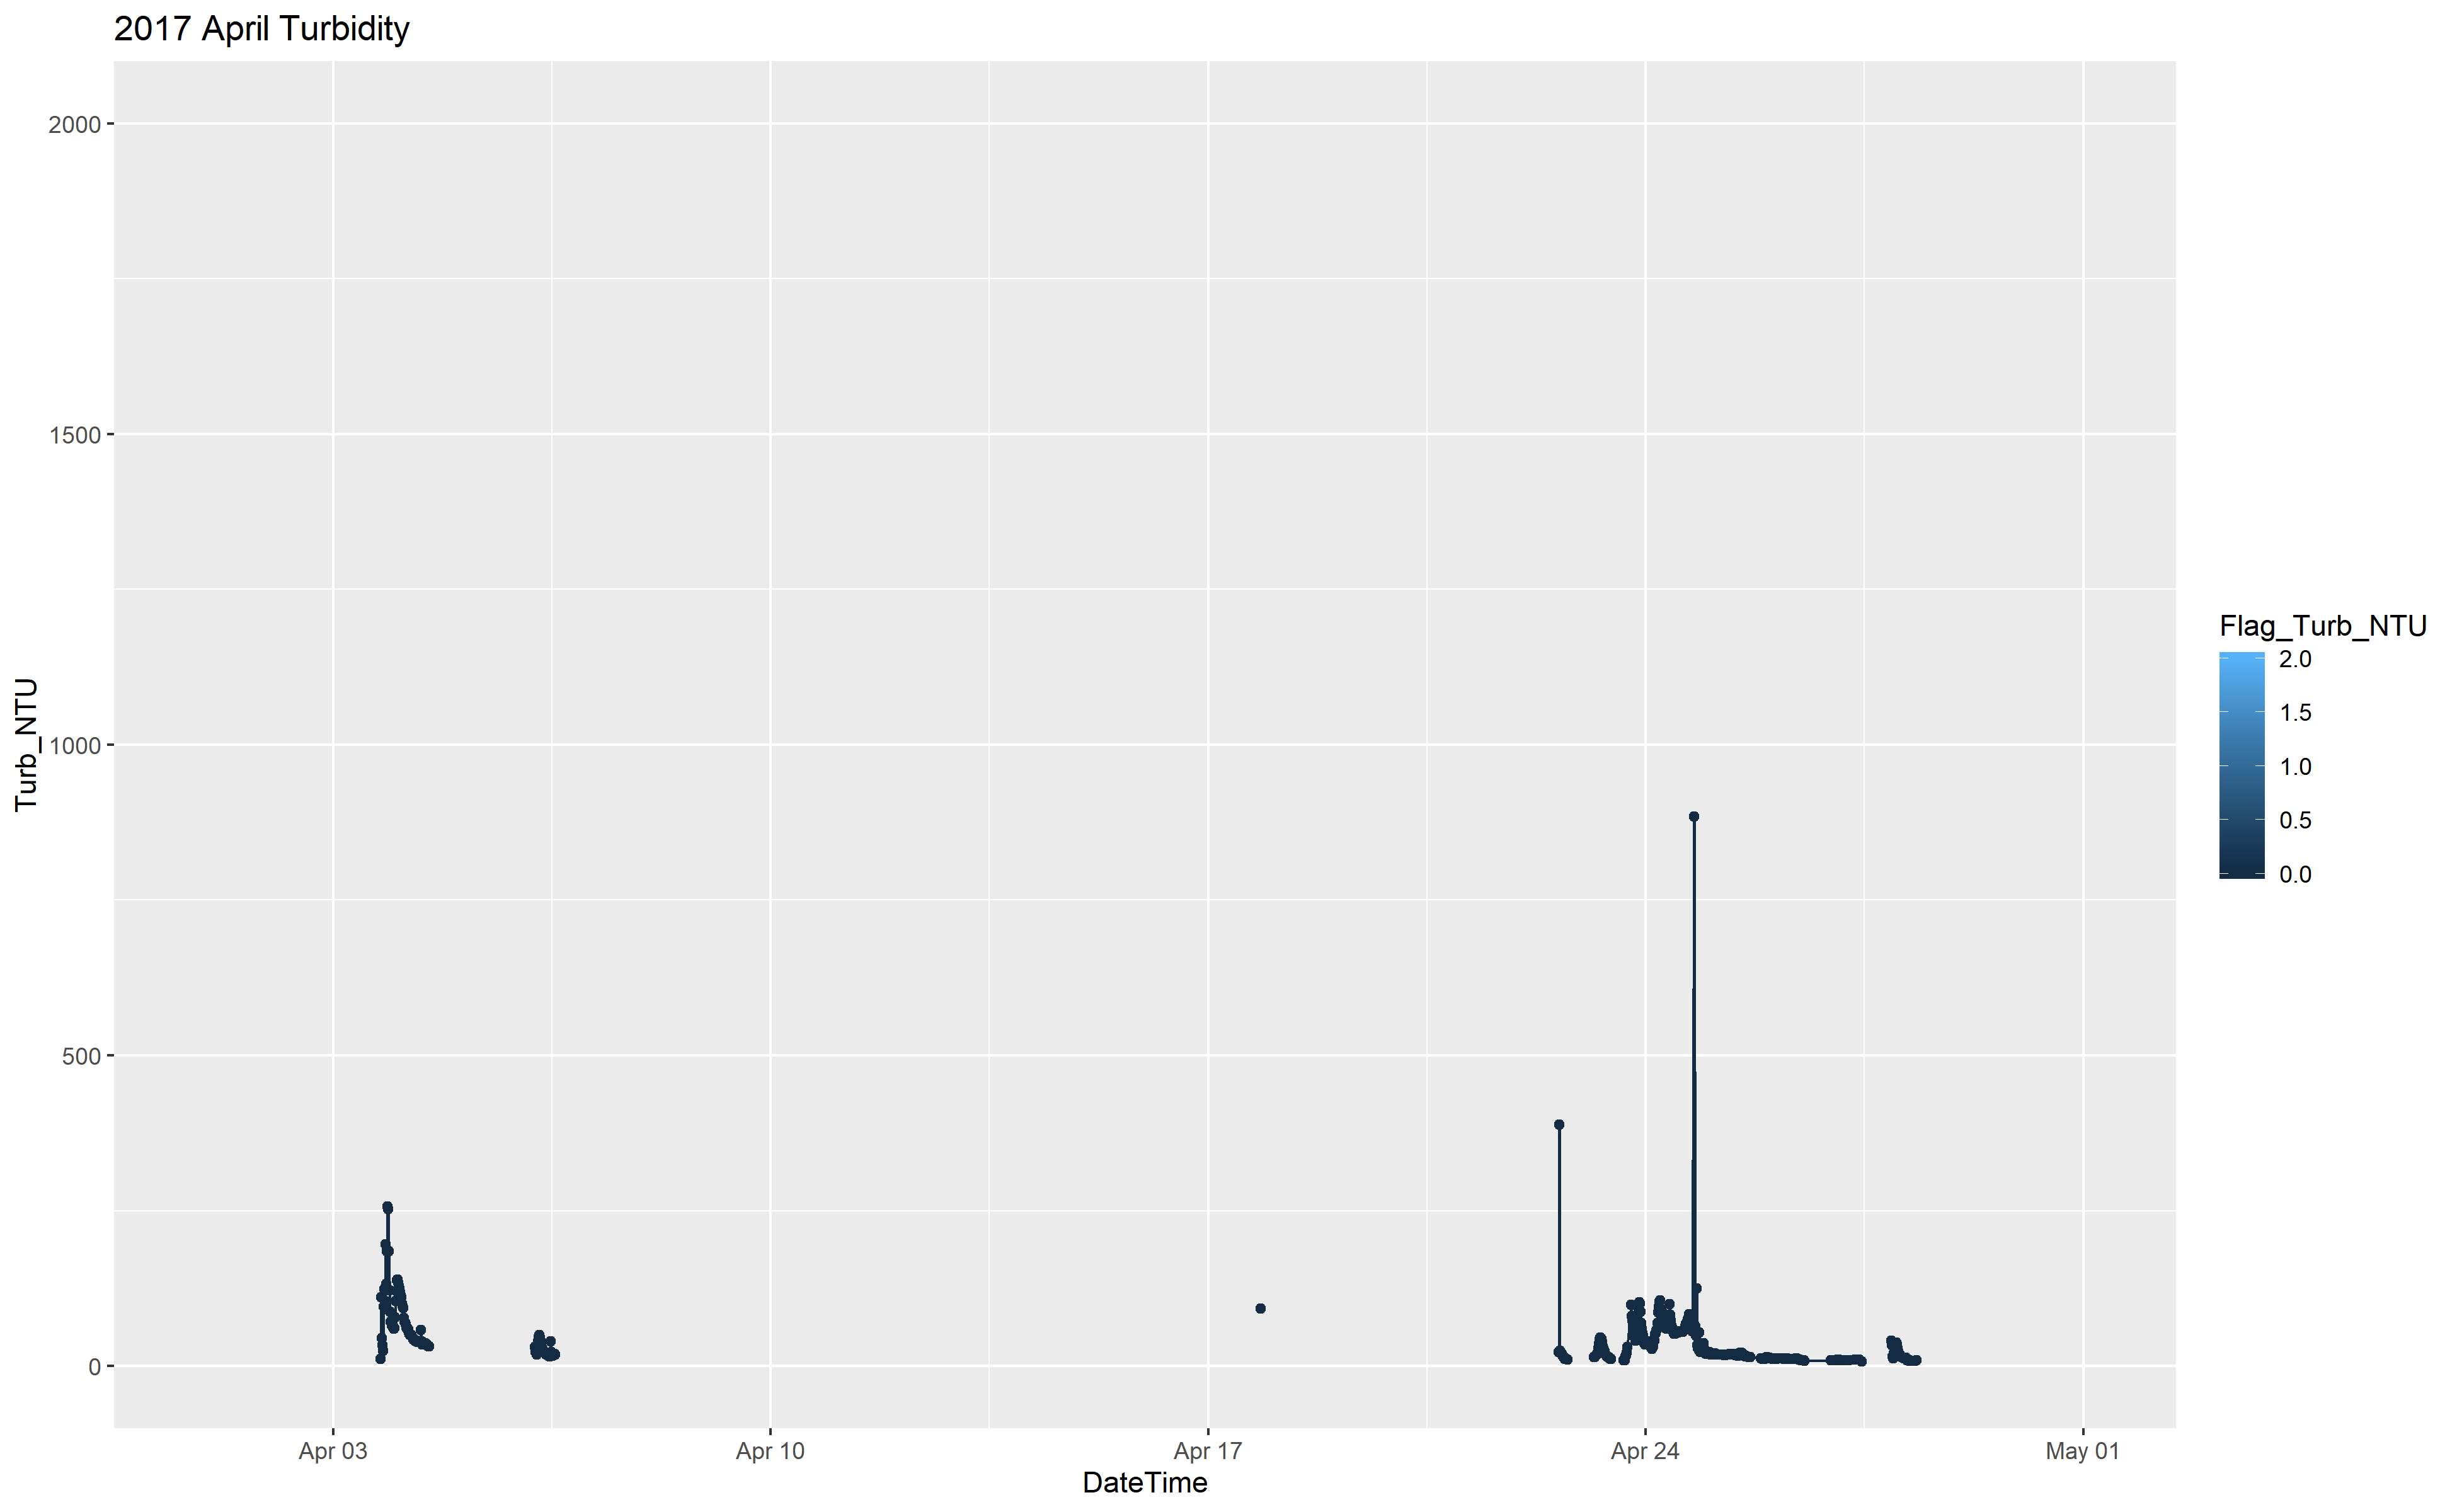 2017 April Turbidity
2000
1500
1000
500
0
Turb_NTU
Apr 03
Apr 10
Apr 17
Apr 24
May 01
DateTime
Flag_Turb_NTU
2.0
1.5
1.0
0.5
0.0